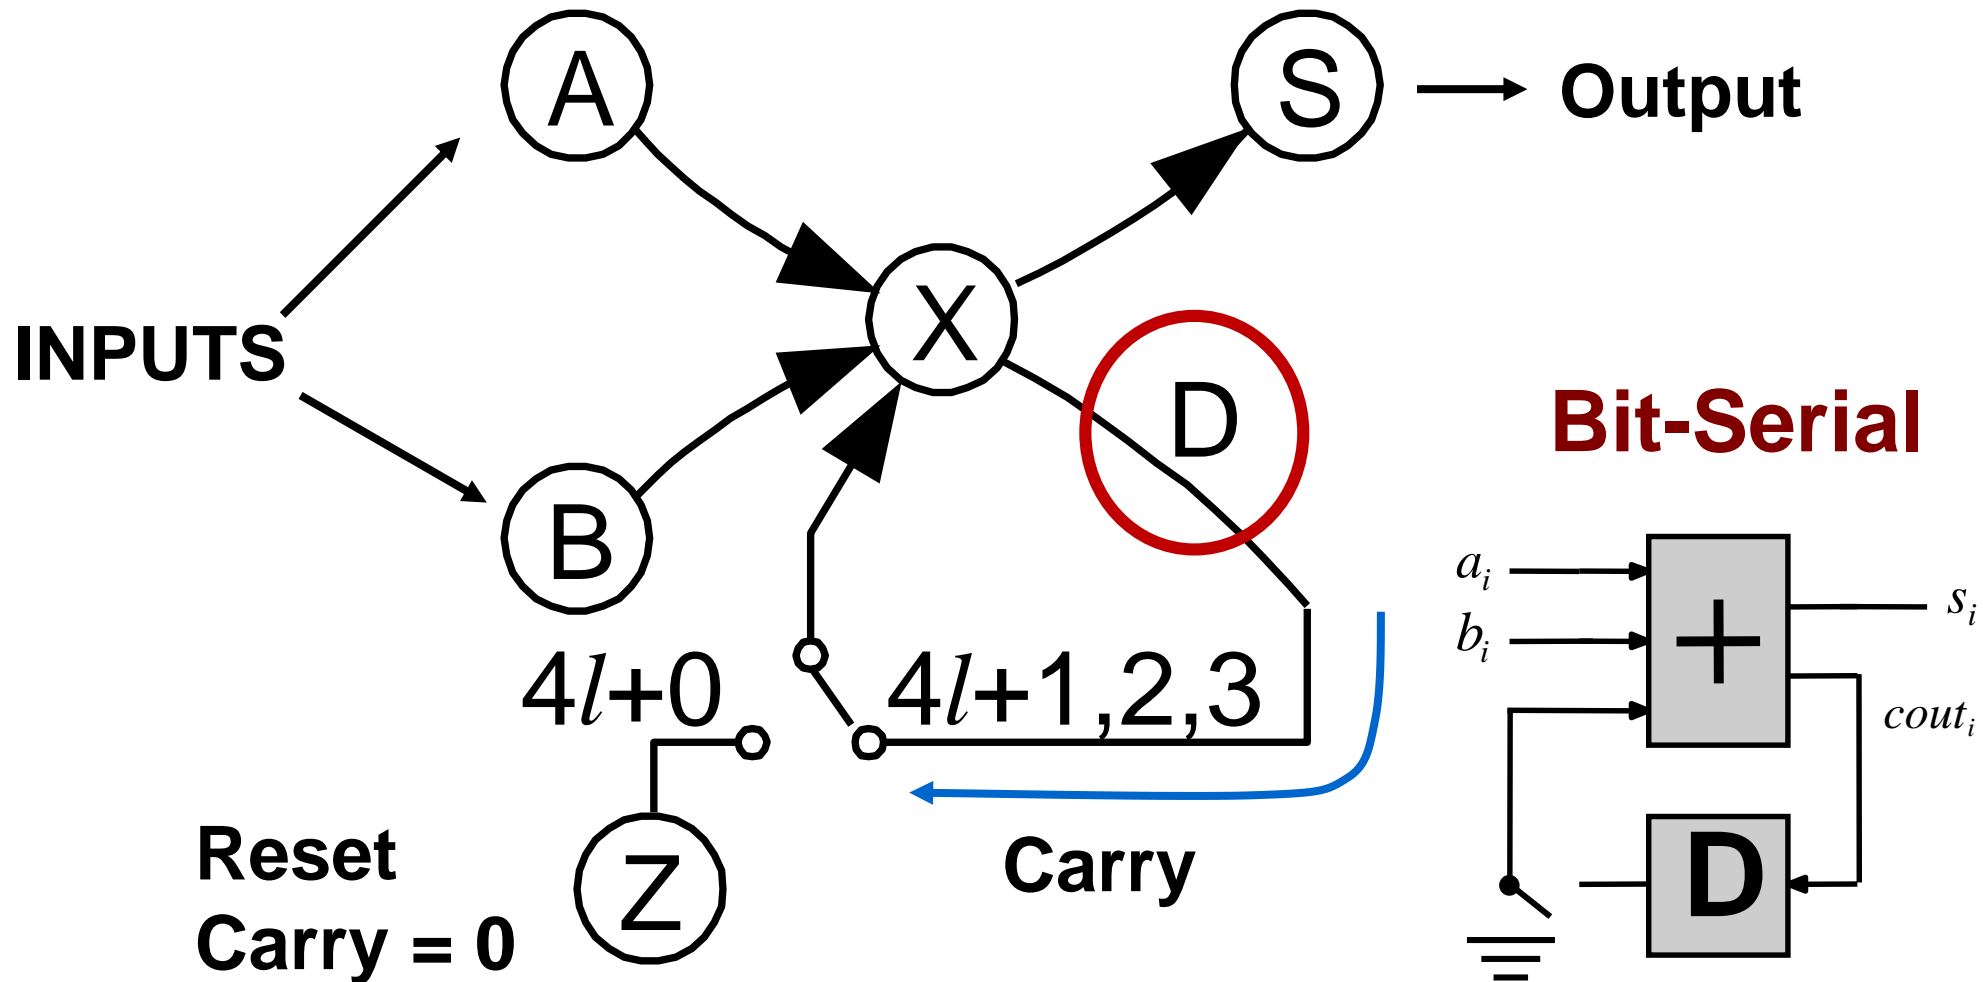 A
S
Output
INPUTS
X
D
B
Bit-Serial
4l+0
4l+1,2,3
Reset
Carry = 0
Z
Carry
a_i
b_i
+
s_i
cout_i
D